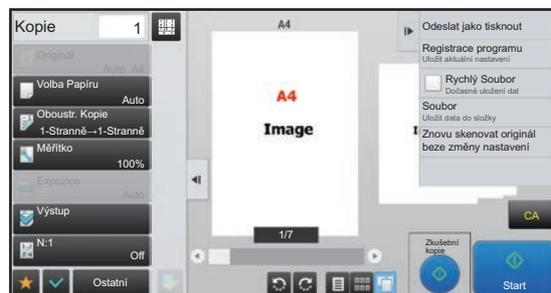 Kopie 1
Originál
Auto A4
Volba Papíru
Auto
Oboustr. Kopie
1-Stranně→1-Stranně
Měřítko
100%
Expozice
Auto
Výstup
N:1
Off
Ostatní
A4
A4
Image
1/7
Odeslat jako tisknout
Registrace programu
Uložit aktuální nastavení
Rychlý Soubor
Dočasné uložení dat
Soubor
Uložit data do složky
Znovu skenovat originál
beze změny nastavení
CA
Zkušební
kopie
Start